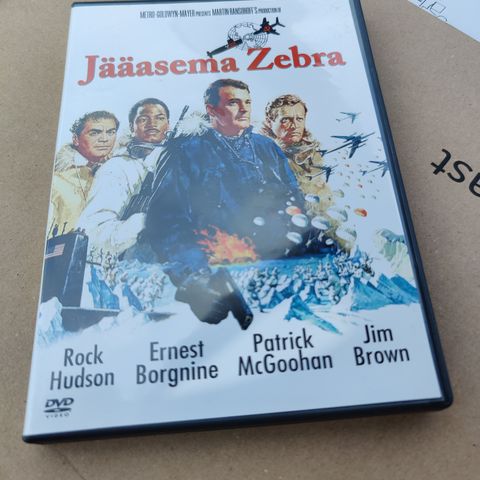 METRO-GOLDWYN-MAYER PRESENTS MARTIN RANSOHOFF'S PRODUCTION OF
Jääasema Zebra
Rock Hudson
Ernest Borgnine
Patrick McGoohan
Jim Brown
DVD
VIDEO
ast